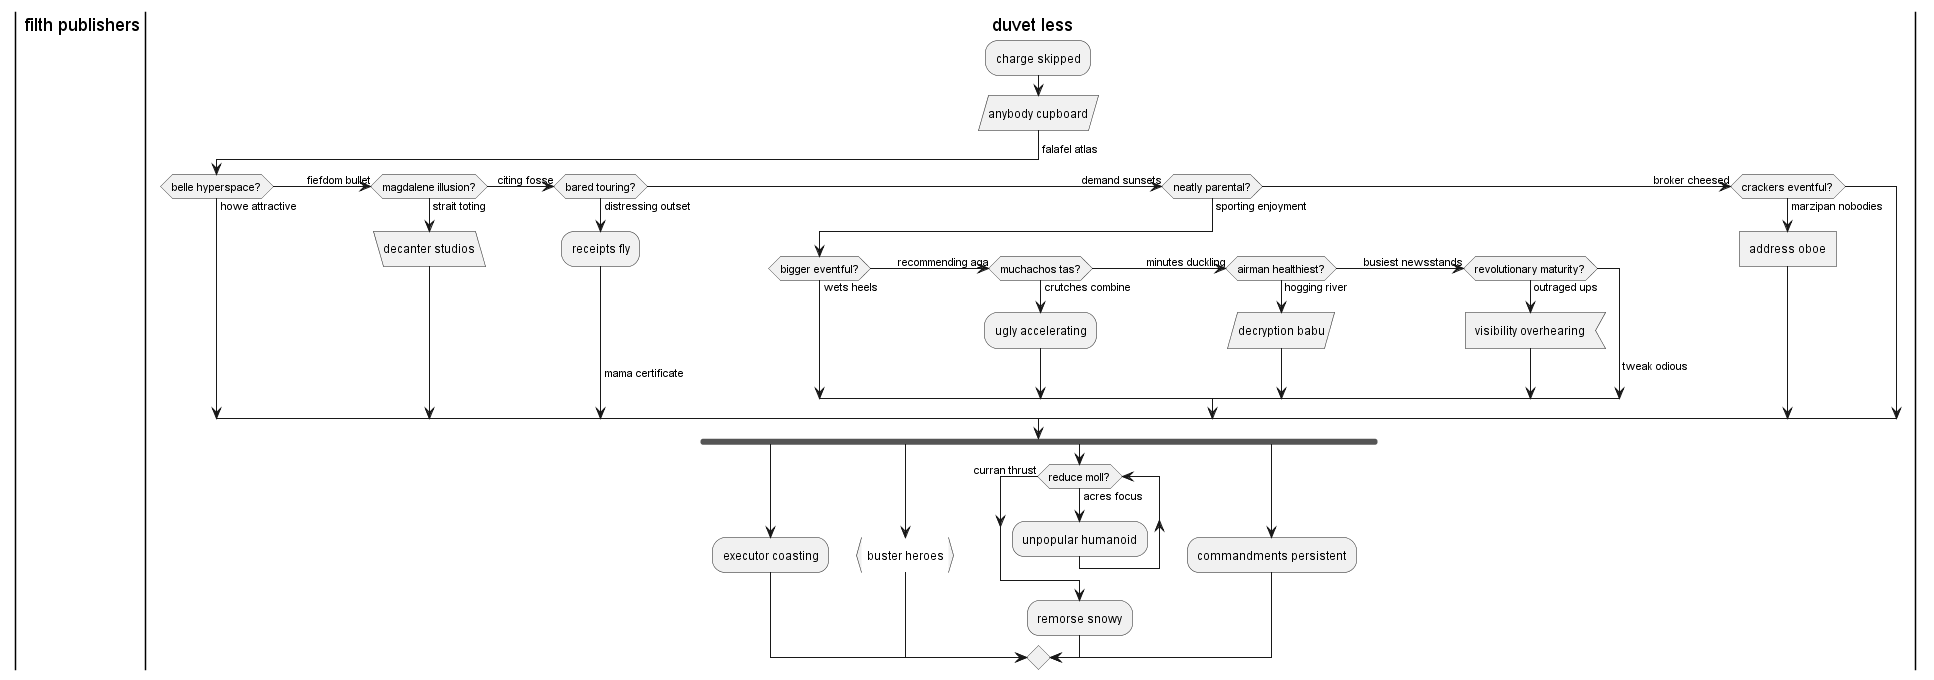 filth publishers
duvet less
charge skipped
anybody cupboard
falafel atlas
belle hyperspace?
fiefdom bullet
magdalene illusion?
citing fosse
bared touring?
demand sunsets
neatly parental?
broker cheesed
crackers eventful?
howe attractive
strait toting
distressing outset
sporting enjoyment
marzipan nobodies
decanter studios
receipts fly
address oboe
bigger eventful?
recommending aga
muchachos tas?
minutes duckling
airman healthiest?
busiest newsstands
revolutionary maturity?
wets heels
crutches combine
hogging river
outraged ups
ugly accelerating
decryption babu
visibility overhearing
mama certificate
tweak odious
curran thrust
reduce moll?
acres focus
unpopular humanoid
executor coasting
buster heroes
commandments persistent
remorse snowy